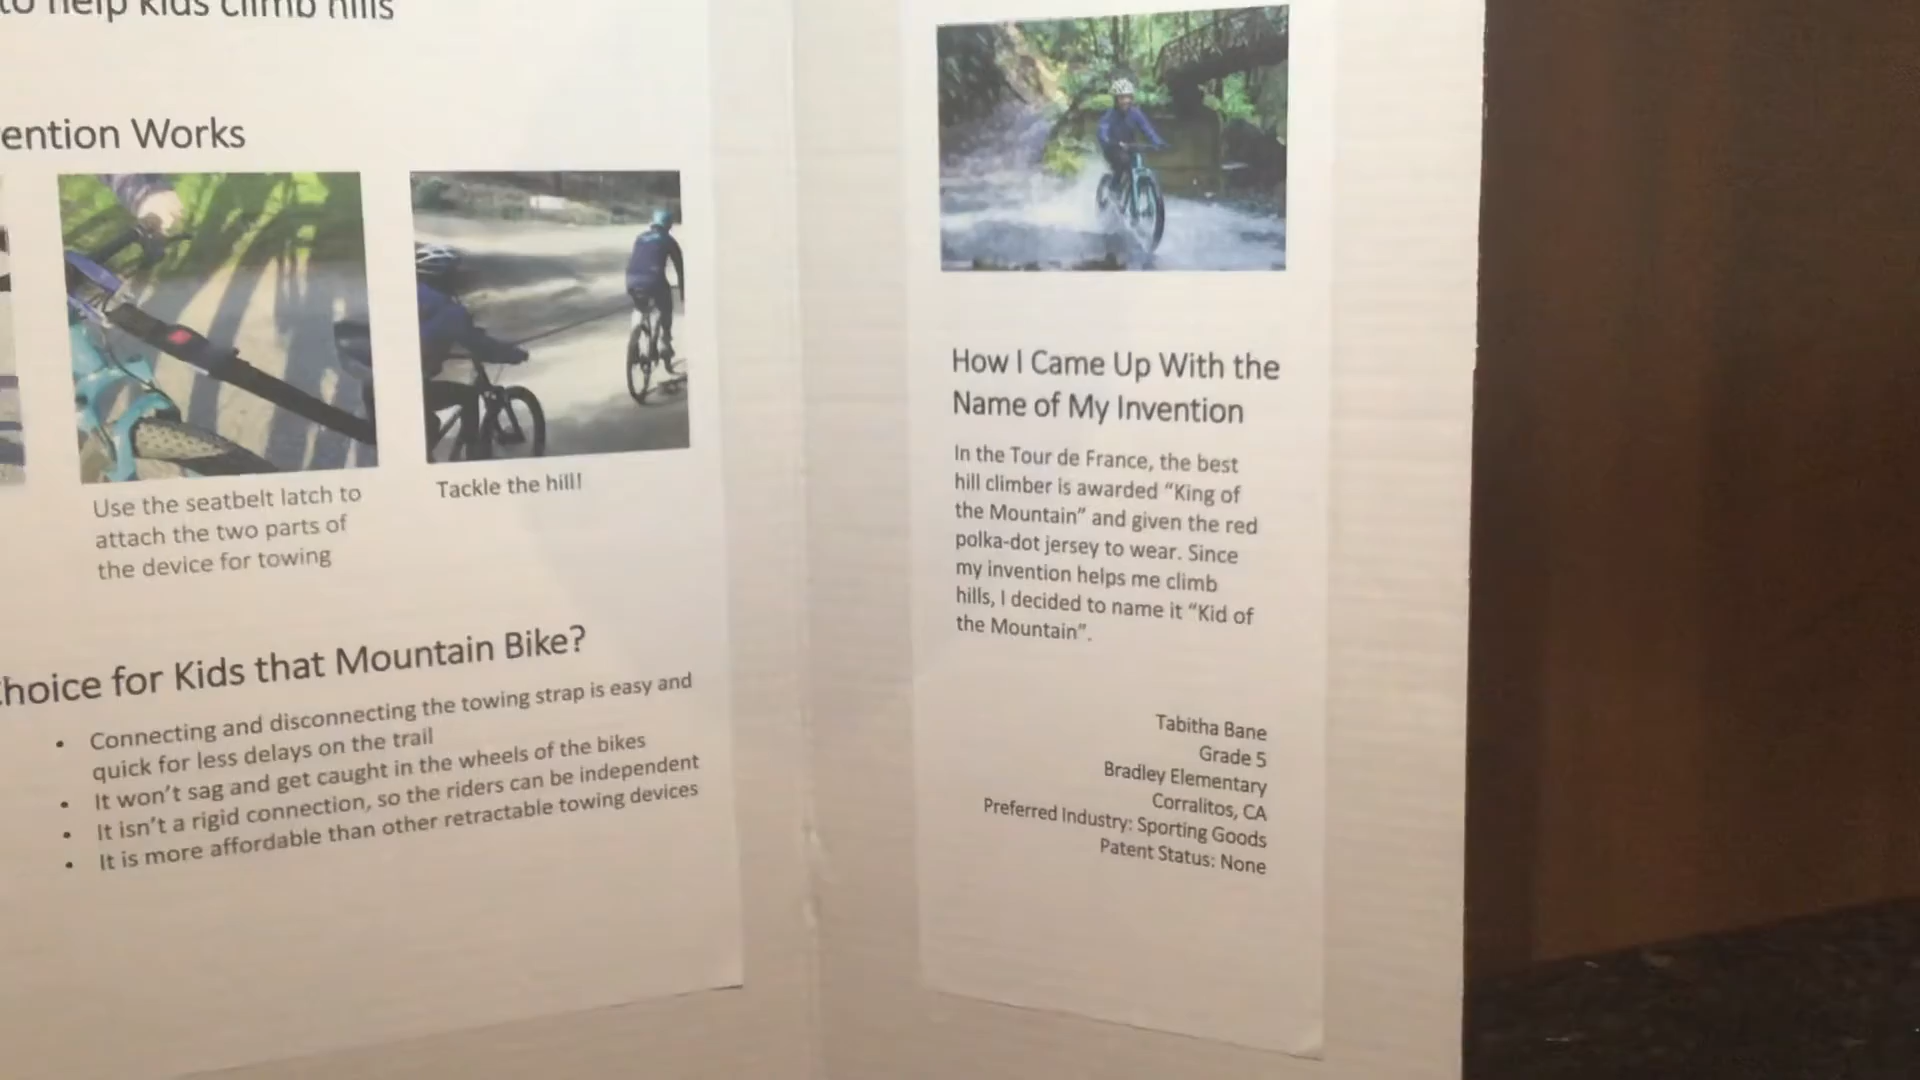 to help kids climb hills
ention Works
Use the seatbelt latch to
attach the two parts of
the device for towing
Tackle the hill!
hoice for Kids that Mountain Bike?
• Connecting and disconnecting the towing strap is easy and
quick for less delays on the trail
• It won't sag and get caught in the wheels of the bikes
• It isn't a rigid connection, so the riders can be independent
• It is more affordable than other retractable towing devices
How I Came Up With the
Name of My Invention
In the Tour de France, the best
hill climber is awarded “King of
the Mountain” and given the red
polka-dot jersey to wear. Since
my invention helps me climb
hills, I decided to name it “Kid of
the Mountain”.
Tabitha Bane
Grade 5
Bradley Elementary
Corralitos, CA
Preferred Industry: Sporting Goods
Patent Status: None